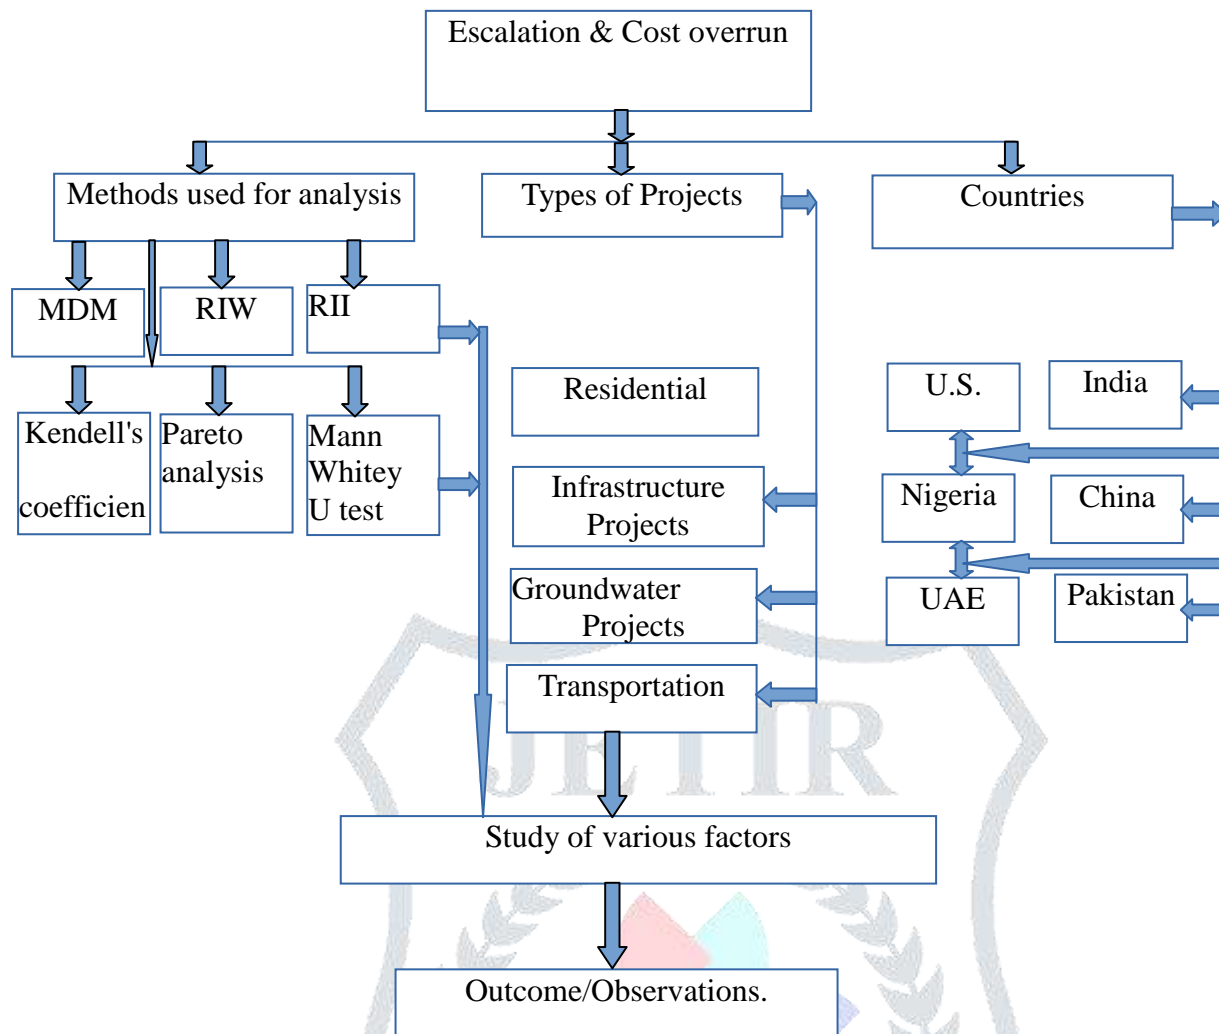 Escalation & Cost overrun
Methods used for analysis
Types of Projects
Countries
MDM
RIW
RII
Kendell's
coefficien
Pareto
analysis
Mann
Whitey
U test
Residential
Infrastructure
Projects
Groundwater
Projects
Transportation
U.S.
India
Nigeria
China
UAE
Pakistan
JETIR
Study of various factors
Outcome/Observations.